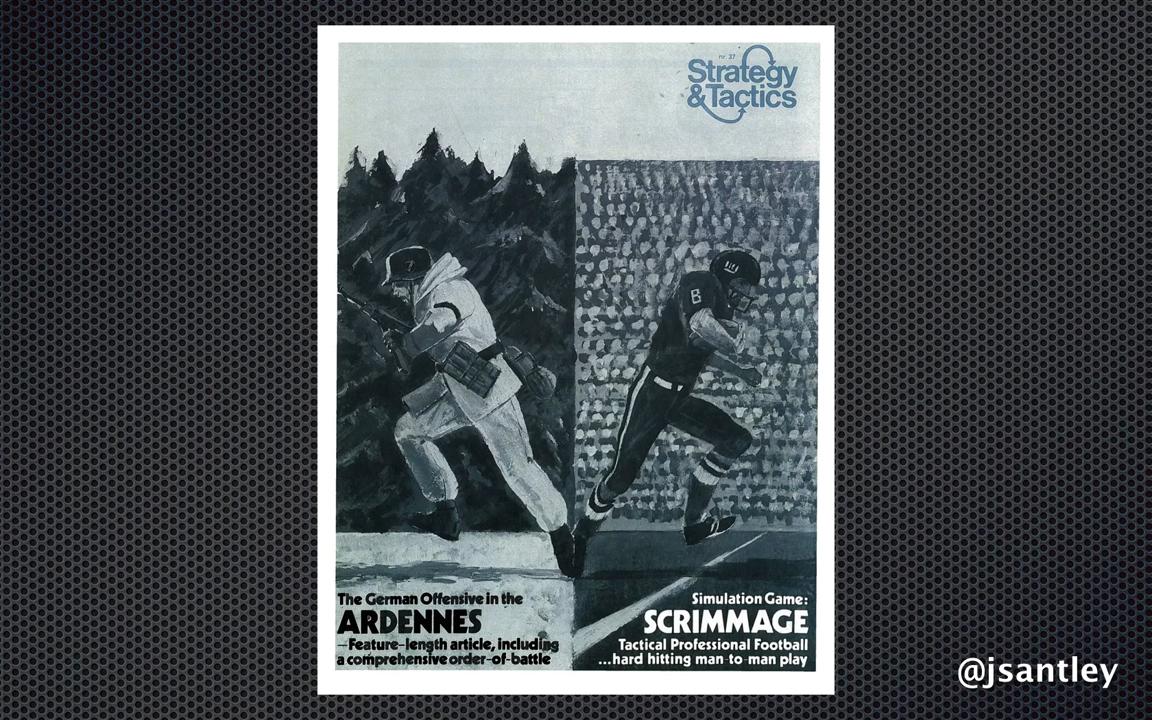 nr. 37
Strategy
&Tactics
7
B
The German Offensive in the
ARDENNES
—Feature-length article, including
a comprehensive order-of-battle
Simulation Game:
SCRIMMAGE
Tactical Professional Football
...hard hitting man-to-man play
@jsantley